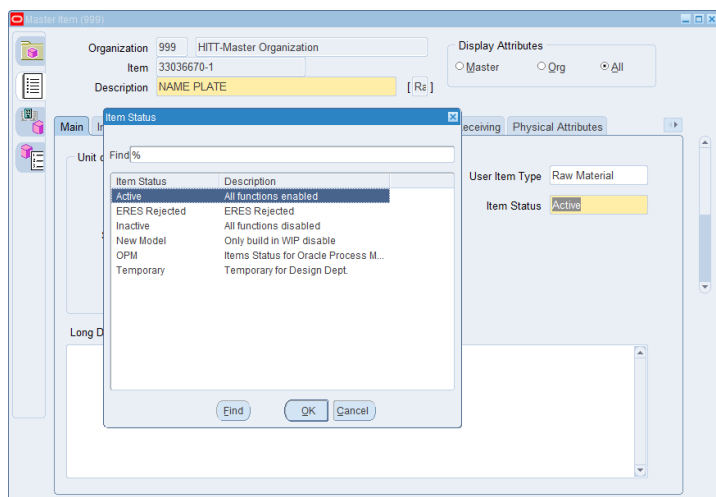 Master Item (999)
Organization 999 HITT-Master Organization
Item 33036670-1
Description NAME PLATE [ Ra ]
Display Attributes
Master Org All
Main
eceiving Physical Attributes
Item Status
Find %
Item Status Description
Active All functions enabled
ERES Rejected ERES Rejected
Inactive All functions disabled
New Model Only build in WIP disable
OPM Items Status for Oracle Process M...
Temporary Temporary for Design Dept.
Find OK Cancel
Unit o
User Item Type Raw Material
Item Status Active
Long D